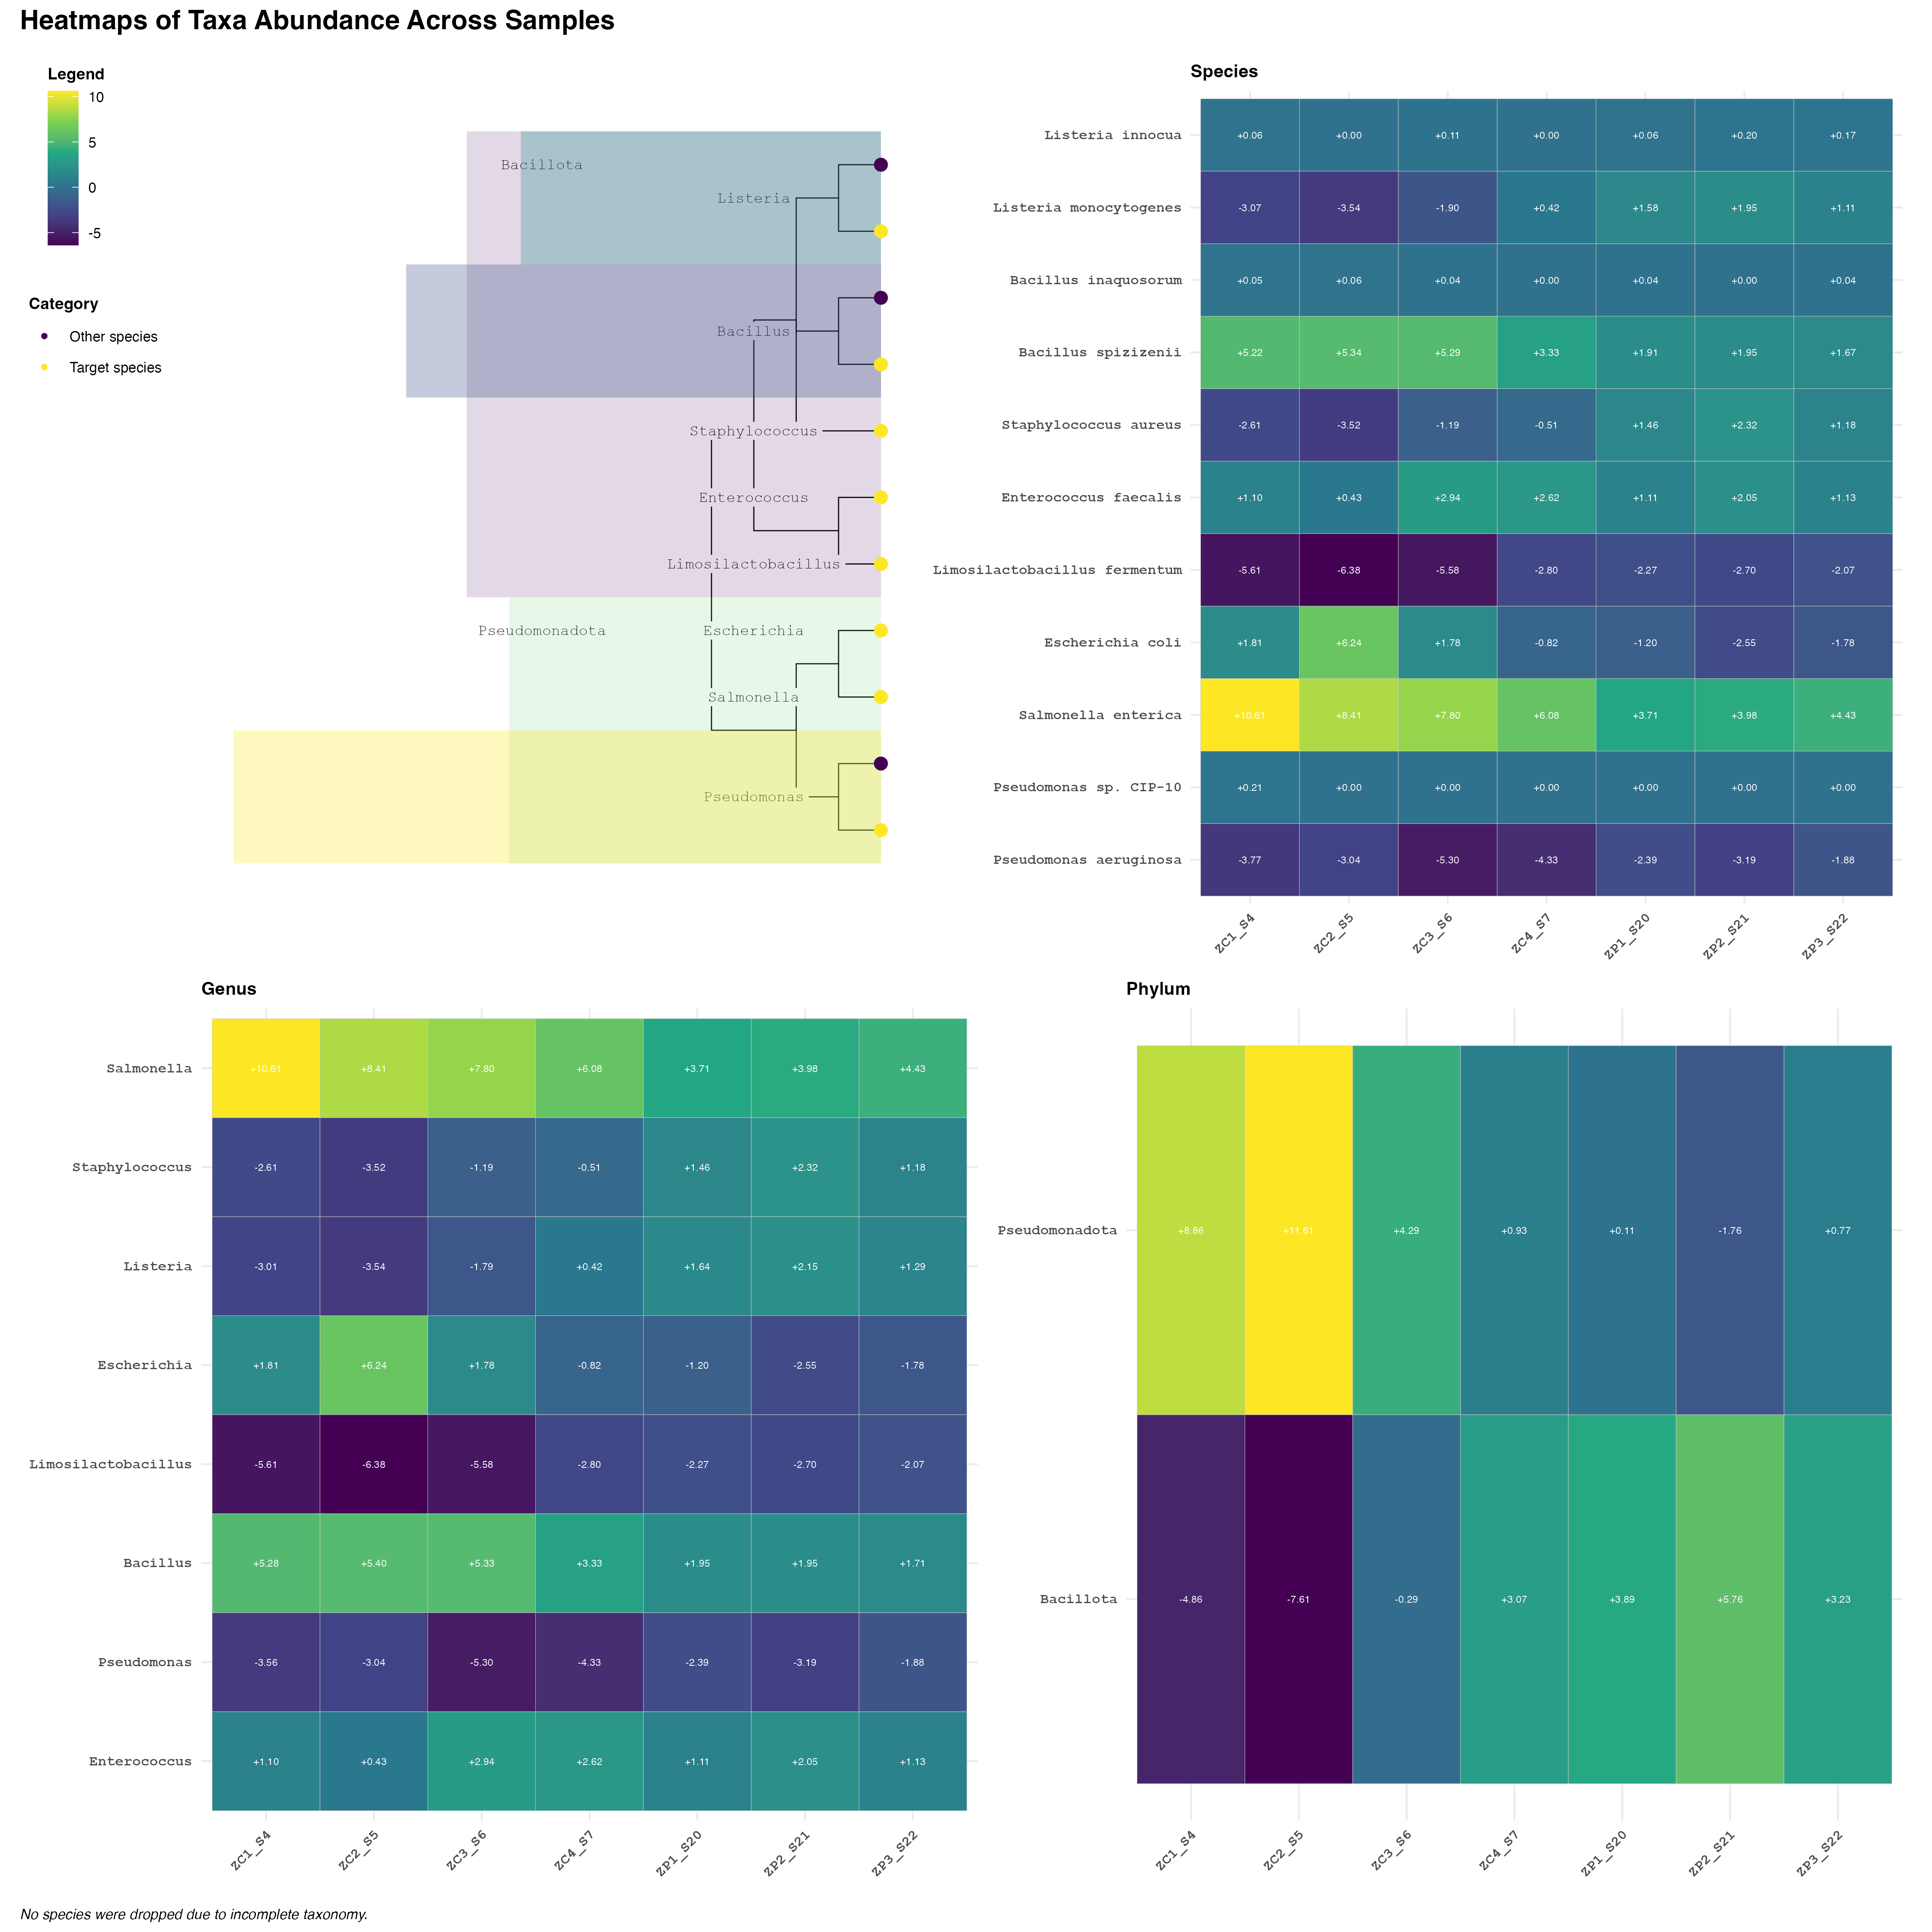 Heatmaps of Taxa Abundance Across Samples
Legend
10
5
0
-5
Category
Other species
Target species
Bacillota
Listeria
Bacillus
Staphylococcus
Enterococcus
Limosilactobacillus
Pseudomonadota
Escherichia
Salmonella
Pseudomonas
Species
Listeria innocua +0.06 +0.00 +0.11 +0.00 +0.06 +0.20 +0.17
Listeria monocytogenes -3.07 -3.54 -1.90 +0.42 +1.58 +1.95 +1.11
Bacillus inaquosorum +0.05 +0.06 +0.04 +0.00 +0.04 +0.00 +0.04
Bacillus spizizenii +5.22 +5.34 +5.29 +3.33 +1.91 +1.95 +1.67
Staphylococcus aureus -2.61 -3.52 -1.19 -0.51 +1.46 +2.32 +1.18
Enterococcus faecalis +1.10 +0.43 +2.94 +2.62 +1.11 +2.05 +1.13
Limosilactobacillus fermentum -5.61 -6.38 -5.58 -2.80 -2.27 -2.70 -2.07
Escherichia coli +1.81 +6.24 +1.78 -0.82 -1.20 -2.55 -1.78
Salmonella enterica +10.61 +8.41 +7.80 +6.08 +3.71 +3.98 +4.43
Pseudomonas sp. CIP-10 +0.21 +0.00 +0.00 +0.00 +0.00 +0.00 +0.00
Pseudomonas aeruginosa -3.77 -3.04 -5.30 -4.33 -2.39 -3.19 -1.88
ZC1_S4 ZC2_S5 ZC3_S6 ZC4_S7 ZP1_S20 ZP2_S21 ZP3_S22
Genus
Salmonella +10.61 +8.41 +7.80 +6.08 +3.71 +3.98 +4.43
Staphylococcus -2.61 -3.52 -1.19 -0.51 +1.46 +2.32 +1.18
Listeria -3.01 -3.54 -1.79 +0.42 +1.64 +2.15 +1.29
Escherichia +1.81 +6.24 +1.78 -0.82 -1.20 -2.55 -1.78
Limosilactobacillus -5.61 -6.38 -5.58 -2.80 -2.27 -2.70 -2.07
Bacillus +5.28 +5.40 +5.33 +3.33 +1.95 +1.95 +1.71
Pseudomonas -3.56 -3.04 -5.30 -4.33 -2.39 -3.19 -1.88
Enterococcus +1.10 +0.43 +2.94 +2.62 +1.11 +2.05 +1.13
ZC1_S4 ZC2_S5 ZC3_S6 ZC4_S7 ZP1_S20 ZP2_S21 ZP3_S22
Phylum
Pseudomonadota +8.86 +11.61 +4.29 +0.93 +0.11 -1.76 +0.77
Bacillota -4.86 -7.61 -0.29 +3.07 +3.89 +5.76 +3.23
ZC1_S4 ZC2_S5 ZC3_S6 ZC4_S7 ZP1_S20 ZP2_S21 ZP3_S22
No species were dropped due to incomplete taxonomy.